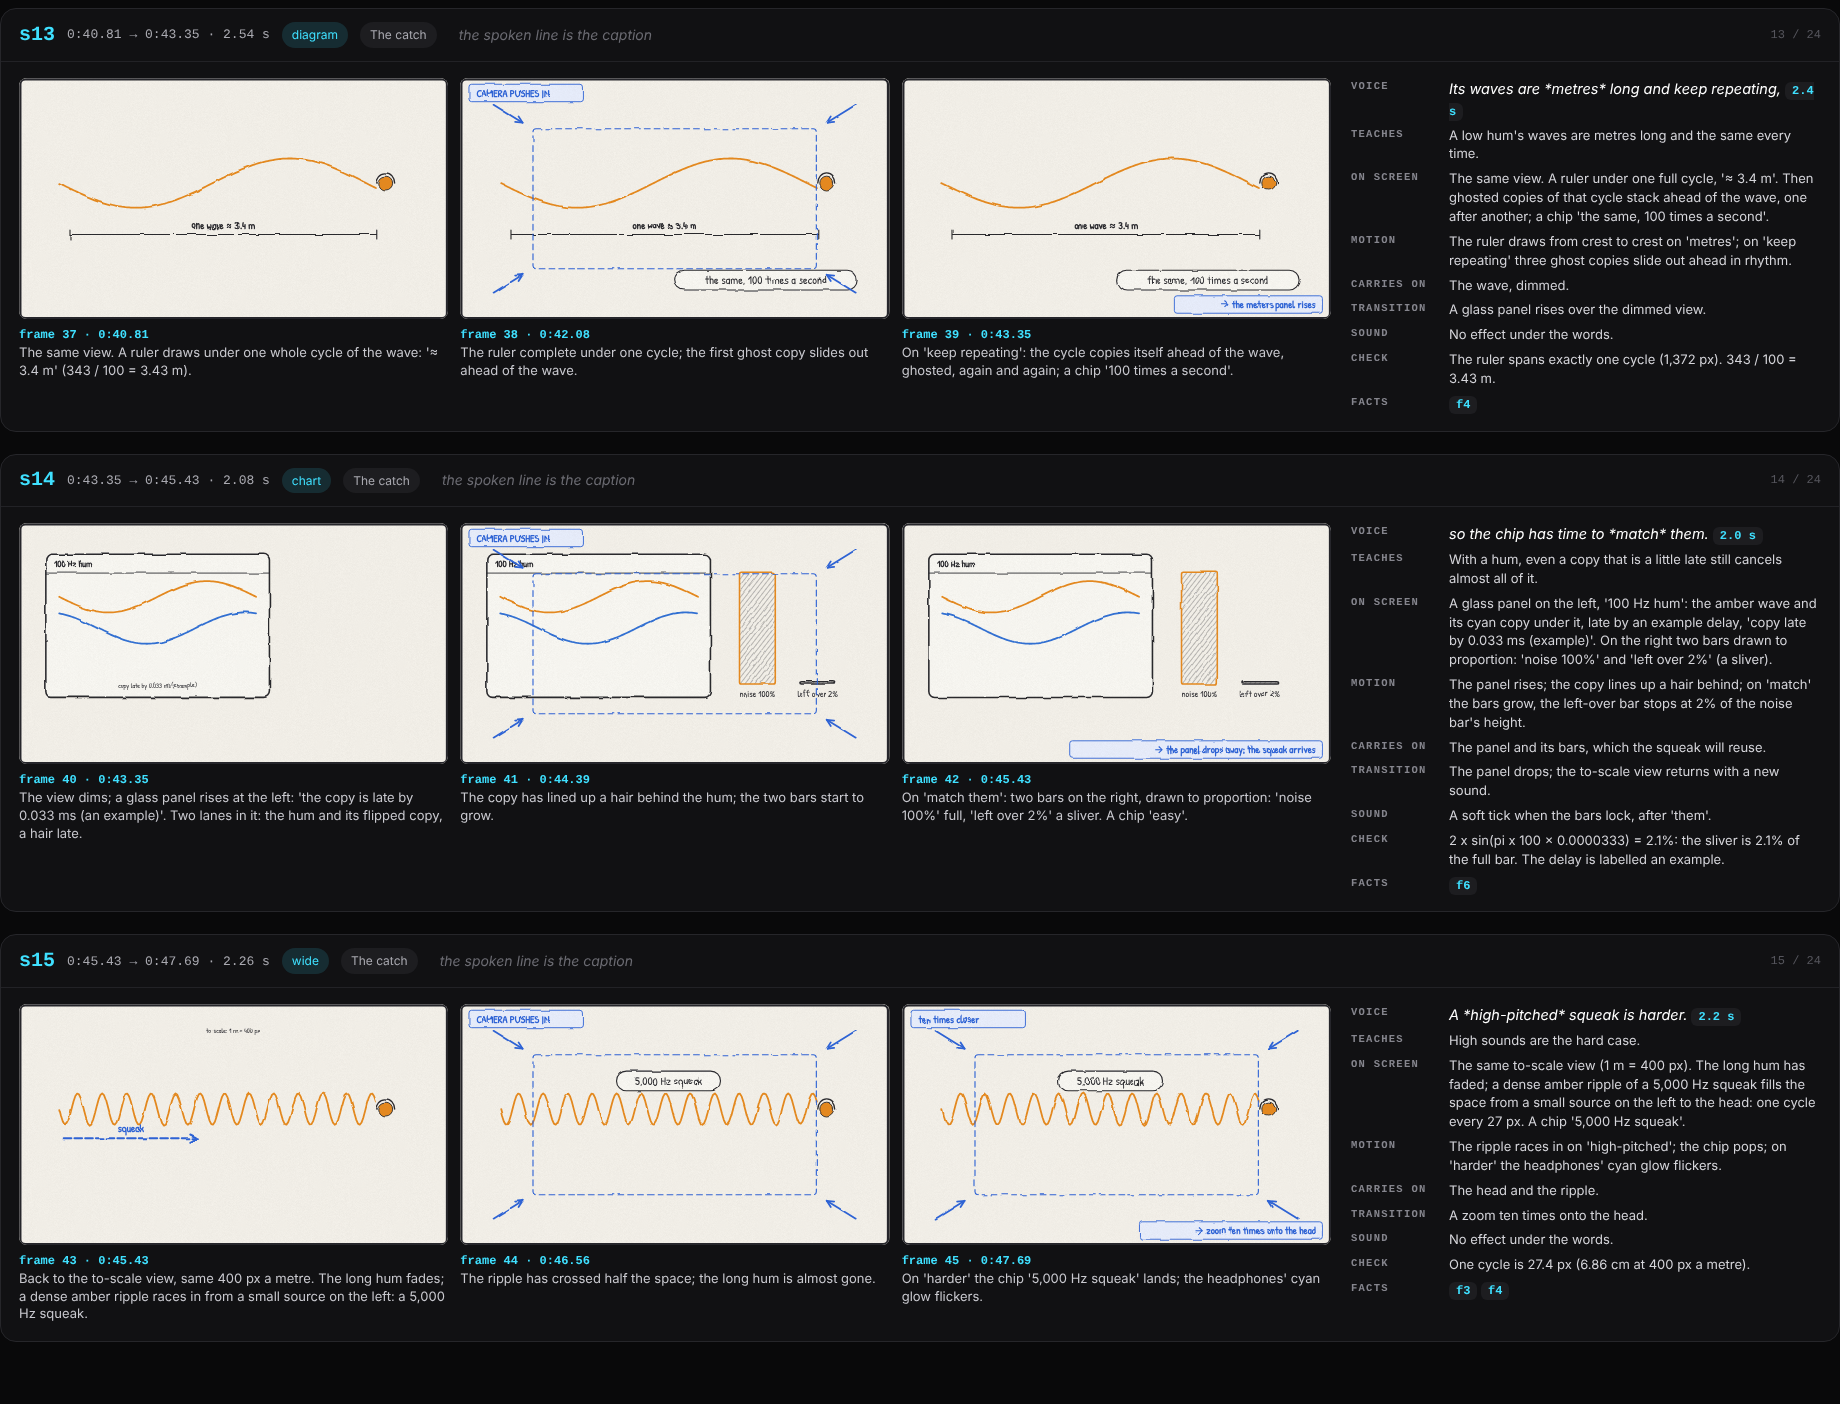 s13 0:40.81 → 0:43.35 · 2.54 s diagram The catch the spoken line is the caption 13 / 24
one wave ≈ 3.4 m
CAMERA PUSHES IN
one wave ≈ 3.4 m
the same, 100 times a second
one wave ≈ 3.4 m
the same, 100 times a second
→ the meters panel rises
frame 37 · 0:40.81
The same view. A ruler draws under one whole cycle of the wave: '≈
3.4 m' (343 / 100 = 3.43 m).
frame 38 · 0:42.08
The ruler complete under one cycle; the first ghost copy slides out
ahead of the wave.
frame 39 · 0:43.35
On 'keep repeating': the cycle copies itself ahead of the wave,
ghosted, again and again; a chip '100 times a second'.
VOICE Its waves are *metres* long and keep repeating, 2.4
s
TEACHES A low hum's waves are metres long and the same every
time.
ON SCREEN The same view. A ruler under one full cycle, '≈ 3.4 m'. Then
ghosted copies of that cycle stack ahead of the wave, one
after another; a chip 'the same, 100 times a second'.
MOTION The ruler draws from crest to crest on 'metres'; on 'keep
repeating' three ghost copies slide out ahead in rhythm.
CARRIES ON The wave, dimmed.
TRANSITION A glass panel rises over the dimmed view.
SOUND No effect under the words.
CHECK The ruler spans exactly one cycle (1,372 px). 343 / 100 =
3.43 m.
FACTS f4
s14 0:43.35 → 0:45.43 · 2.08 s chart The catch the spoken line is the caption 14 / 24
100 Hz hum
copy late by 0.033 ms (example)
CAMERA PUSHES IN
100 Hz hum
noise 100%
left over 2%
100 Hz hum
noise 100%
left over 2%
→ the panel drops away; the squeak arrives
frame 40 · 0:43.35
The view dims; a glass panel rises at the left: 'the copy is late by
0.033 ms (an example)'. Two lanes in it: the hum and its flipped copy,
a hair late.
frame 41 · 0:44.39
The copy has lined up a hair behind the hum; the two bars start to
grow.
frame 42 · 0:45.43
On 'match them': two bars on the right, drawn to proportion: 'noise
100%' full, 'left over 2%' a sliver. A chip 'easy'.
VOICE so the chip has time to *match* them. 2.0 s
TEACHES With a hum, even a copy that is a little late still cancels
almost all of it.
ON SCREEN A glass panel on the left, '100 Hz hum': the amber wave and
its cyan copy under it, late by an example delay, 'copy late
by 0.033 ms (example)'. On the right two bars drawn to
proportion: 'noise 100%' and 'left over 2%' (a sliver).
MOTION The panel rises; the copy lines up a hair behind; on 'match'
the bars grow, the left-over bar stops at 2% of the noise
bar's height.
CARRIES ON The panel and its bars, which the squeak will reuse.
TRANSITION The panel drops; the to-scale view returns with a new
sound.
SOUND A soft tick when the bars lock, after 'them'.
CHECK 2 x sin(pi x 100 × 0.0000333) = 2.1%: the sliver is 2.1% of
the full bar. The delay is labelled an example.
FACTS f6
s15 0:45.43 → 0:47.69 · 2.26 s wide The catch the spoken line is the caption 15 / 24
to scale: 1 m = 400 px
squeak
CAMERA PUSHES IN
5,000 Hz squeak
ten times closer
5,000 Hz squeak
→ zoom ten times onto the head
frame 43 · 0:45.43
Back to the to-scale view, same 400 px a metre. The long hum fades;
a dense amber ripple races in from a small source on the left: a 5,000
Hz squeak.
frame 44 · 0:46.56
The ripple has crossed half the space; the long hum is almost gone.
frame 45 · 0:47.69
On 'harder' the chip '5,000 Hz squeak' lands; the headphones' cyan
glow flickers.
VOICE A *high-pitched* squeak is harder. 2.2 s
TEACHES High sounds are the hard case.
ON SCREEN The same to-scale view (1 m = 400 px). The long hum has
faded; a dense amber ripple of a 5,000 Hz squeak fills the
space from a small source on the left to the head: one cycle
every 27 px. A chip '5,000 Hz squeak'.
MOTION The ripple races in on 'high-pitched'; the chip pops; on
'harder' the headphones' cyan glow flickers.
CARRIES ON The head and the ripple.
TRANSITION A zoom ten times onto the head.
SOUND No effect under the words.
CHECK One cycle is 27.4 px (6.86 cm at 400 px a metre).
FACTS f3 f4